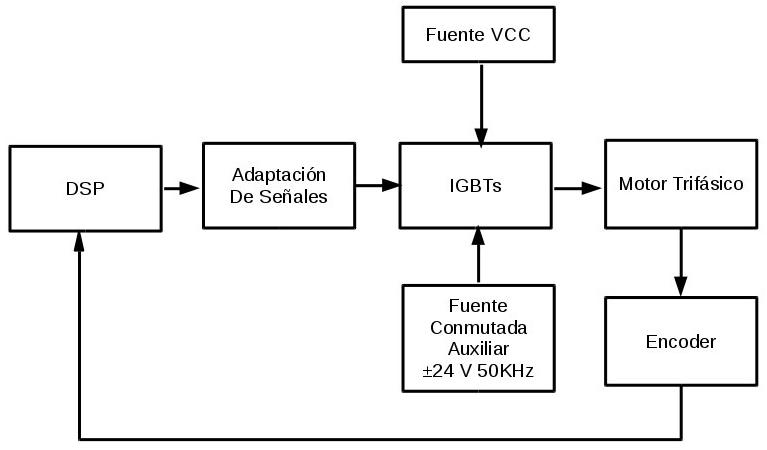 Fuente VCC
DSP
Adaptación
De Señales
IGBTs
Motor Trifásico
Fuente
Conmutada
Auxiliar
±24 V 50KHz
Encoder